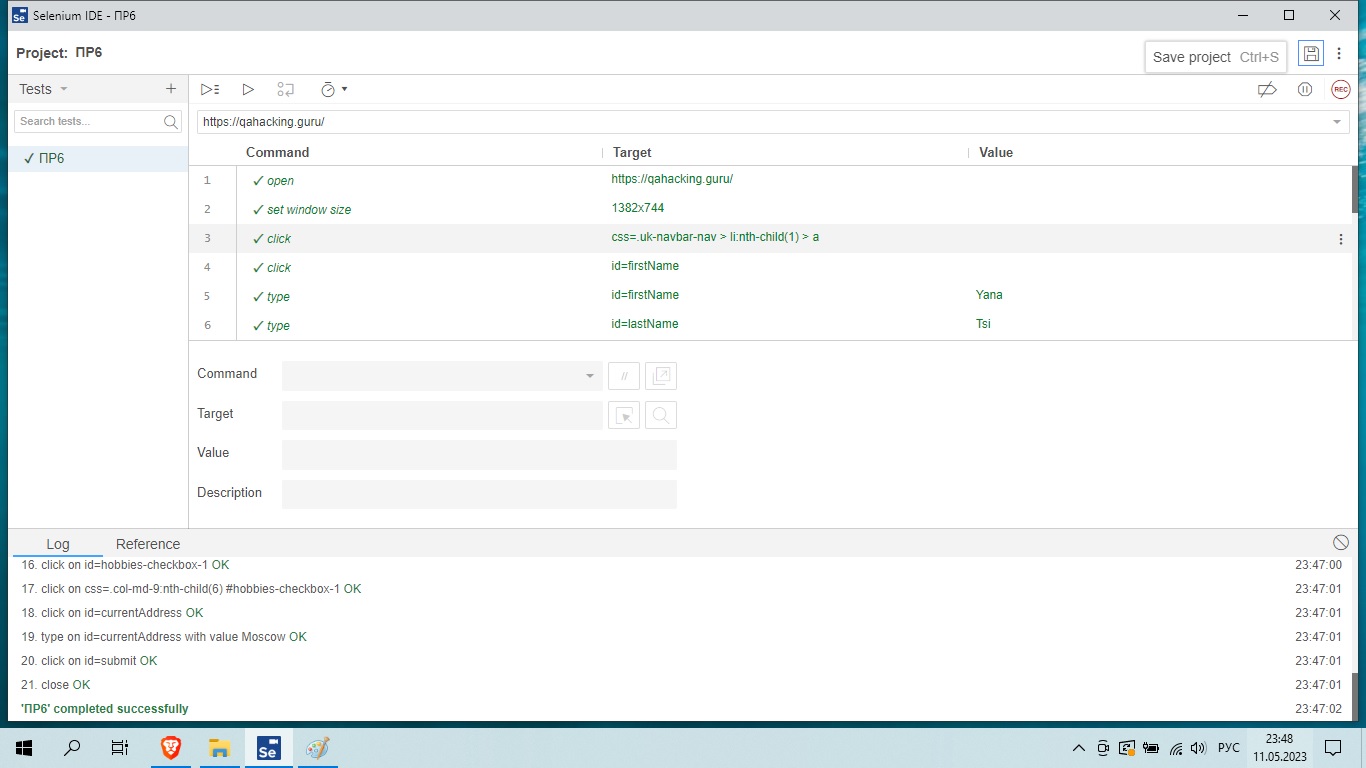 Selenium IDE - ПР6
Project: ПР6
Save project Ctrl+S
Tests
REC
Search tests...
https://qahacking.guru/
✓ ПР6
Command Target Value
1 ✓ open https://qahacking.guru/
2 ✓ set window size 1382x744
3 ✓ click css=.uk-navbar-nav > li:nth-child(1) > a
4 ✓ click id=firstName
5 ✓ type id=firstName Yana
6 ✓ type id=lastName Tsi
Command //
Target
Value
Description
Log Reference
16. click on id=hobbies-checkbox-1 OK 23:47:00
17. click on css=.col-md-9:nth-child(6) #hobbies-checkbox-1 OK 23:47:01
18. click on id=currentAddress OK 23:47:01
19. type on id=currentAddress with value Moscow OK 23:47:01
20. click on id=submit OK 23:47:01
21. close OK 23:47:01
'ПР6' completed successfully 23:47:02
Se РУС 23:48
11.05.2023